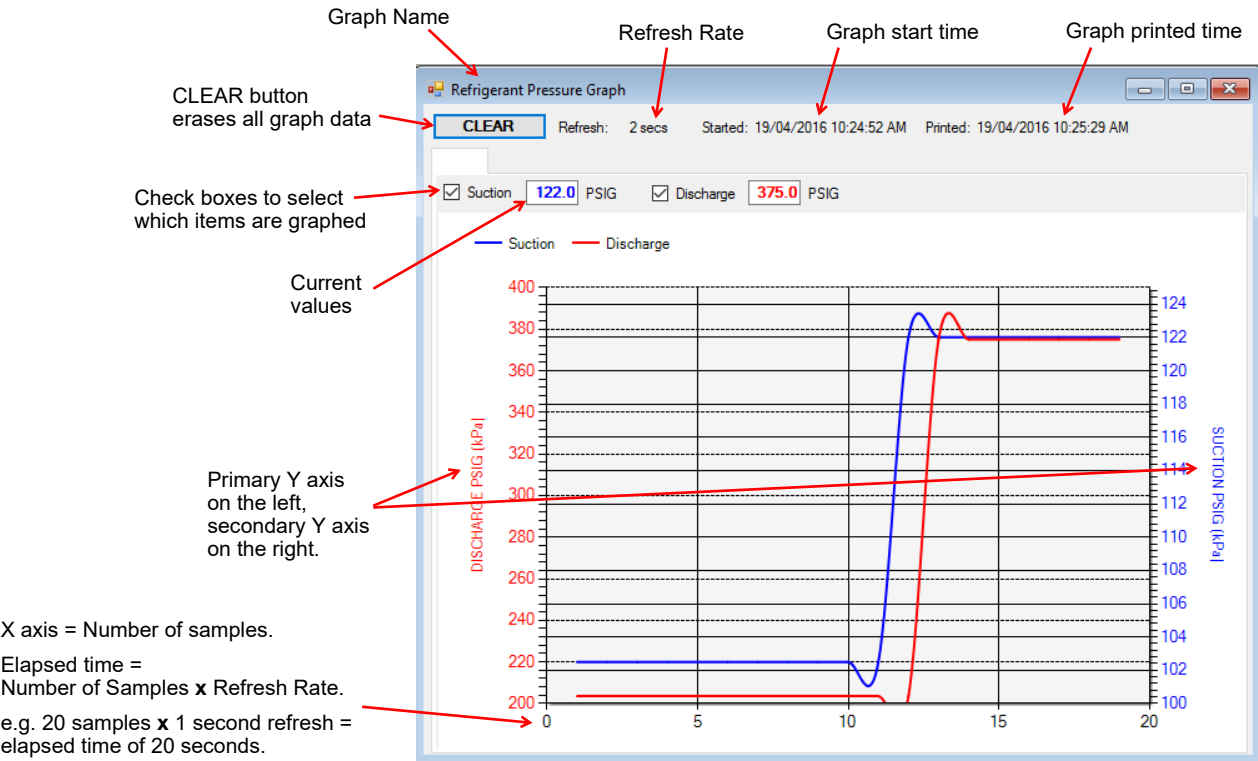 Graph Name
Refresh Rate
Graph start time
Graph printed time
CLEAR button
erases all graph data
Refrigerant Pressure Graph
CLEAR Refresh: 2 secs Started: 19/04/2016 10:24:52 AM Printed: 19/04/2016 10:25:29 AM
Check boxes to select
which items are graphed
Suction 122.0 PSIG Discharge 375.0 PSIG
Suction Discharge
Current
values
400
380
360
340
320
300
280
260
240
220
200
DISCHARGE PSIG (kPa)
124
122
120
118
116
114
112
110
108
106
104
102
100
SUCTION PSIG (kPa)
0 5 10 15 20
Primary Y axis
on the left,
secondary Y axis
on the right.
X axis = Number of samples.
Elapsed time =
Number of Samples x Refresh Rate.
e.g. 20 samples x 1 second refresh =
elapsed time of 20 seconds.